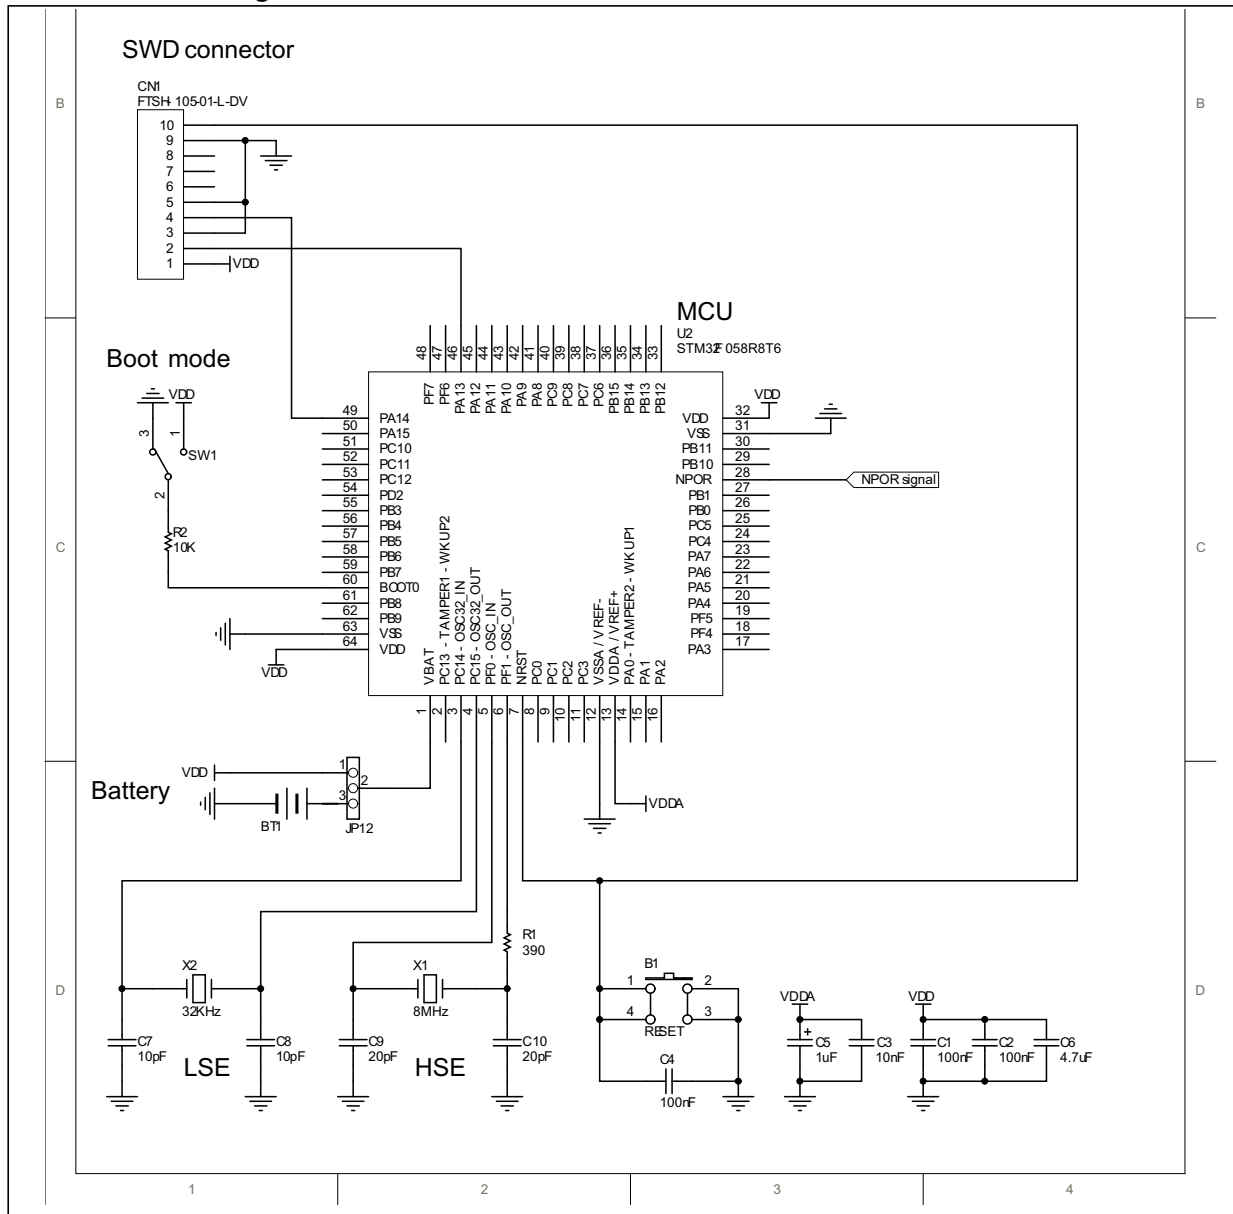 SWD connector
CN1
FTSH-105-01-L-DV
10
9
8
7
6
5
4
3
2
1
VDD
B
B
MCU
U2
STM32F058R8T6
Boot mode
VDD
3
1
SW1
2
R2
10K
48 47 46 45 44 43 42 41 40 39 38 37 36 35 34 33
PF7 PF6 PA13 PA12 PA11 PA10 PA9 PA8 PC9 PC8 PC7 PC6 PB15 PB14 PB13 PB12
49 PA14
50 PA15
51 PC10
52 PC11
53 PC12
54 PD2
55 PB3
56 PB4
57 PB5
58 PB6
59 PB7
60 BOOT0
61 PB8
62 PB9
63 VSS
64 VDD
VDD
VDD
VDD 32
VSS 31
PB11 30
PB10 29
NPOR 28
NPOR signal
PB1 27
PB0 26
PC5 25
PC4 24
PA7 23
PA6 22
PA5 21
PA4 20
PF5 19
PF4 18
PA3 17
C
C
VBAT
PC13 - TAMPER1 - WKUP2
PC14 - OSC32_IN
PC15 - OSC32_OUT
PF0 - OSC_IN
PF1 - OSC_OUT
NRST
PC0
PC1
PC2
PC3
VSSA / VREF-
VDDA / VREF+
PA0 - TAMPER2 - WKUP1
PA1
PA2
1 2 3 4 5 6 7 8 9 10 11 12 13 14 15 16
Battery
VDD
1
2
3
BT1
JP12
VDDA
R1
390
X2
32KHz
C7
10pF
C8
10pF
LSE
X1
8MHz
C9
20pF
C10
20pF
HSE
B1
1 2
4 3
RESET
C4
100nF
VDDA
C5
1uF
C3
10nF
VDD
C1
100nF
C2
100nF
C6
4.7uF
D
D
1 2 3 4